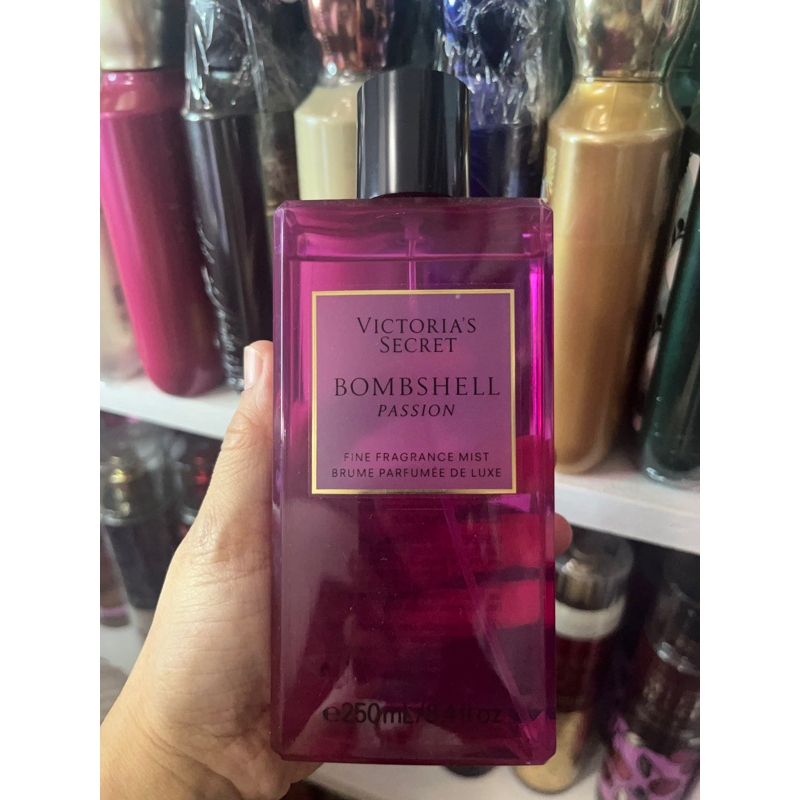 VICTORIA'S
SECRET
BOMBSHELL
PASSION
FINE FRAGRANCE MIST
BRUME PARFUMÉE DE LUXE
℮250mL/8.4 fl oz